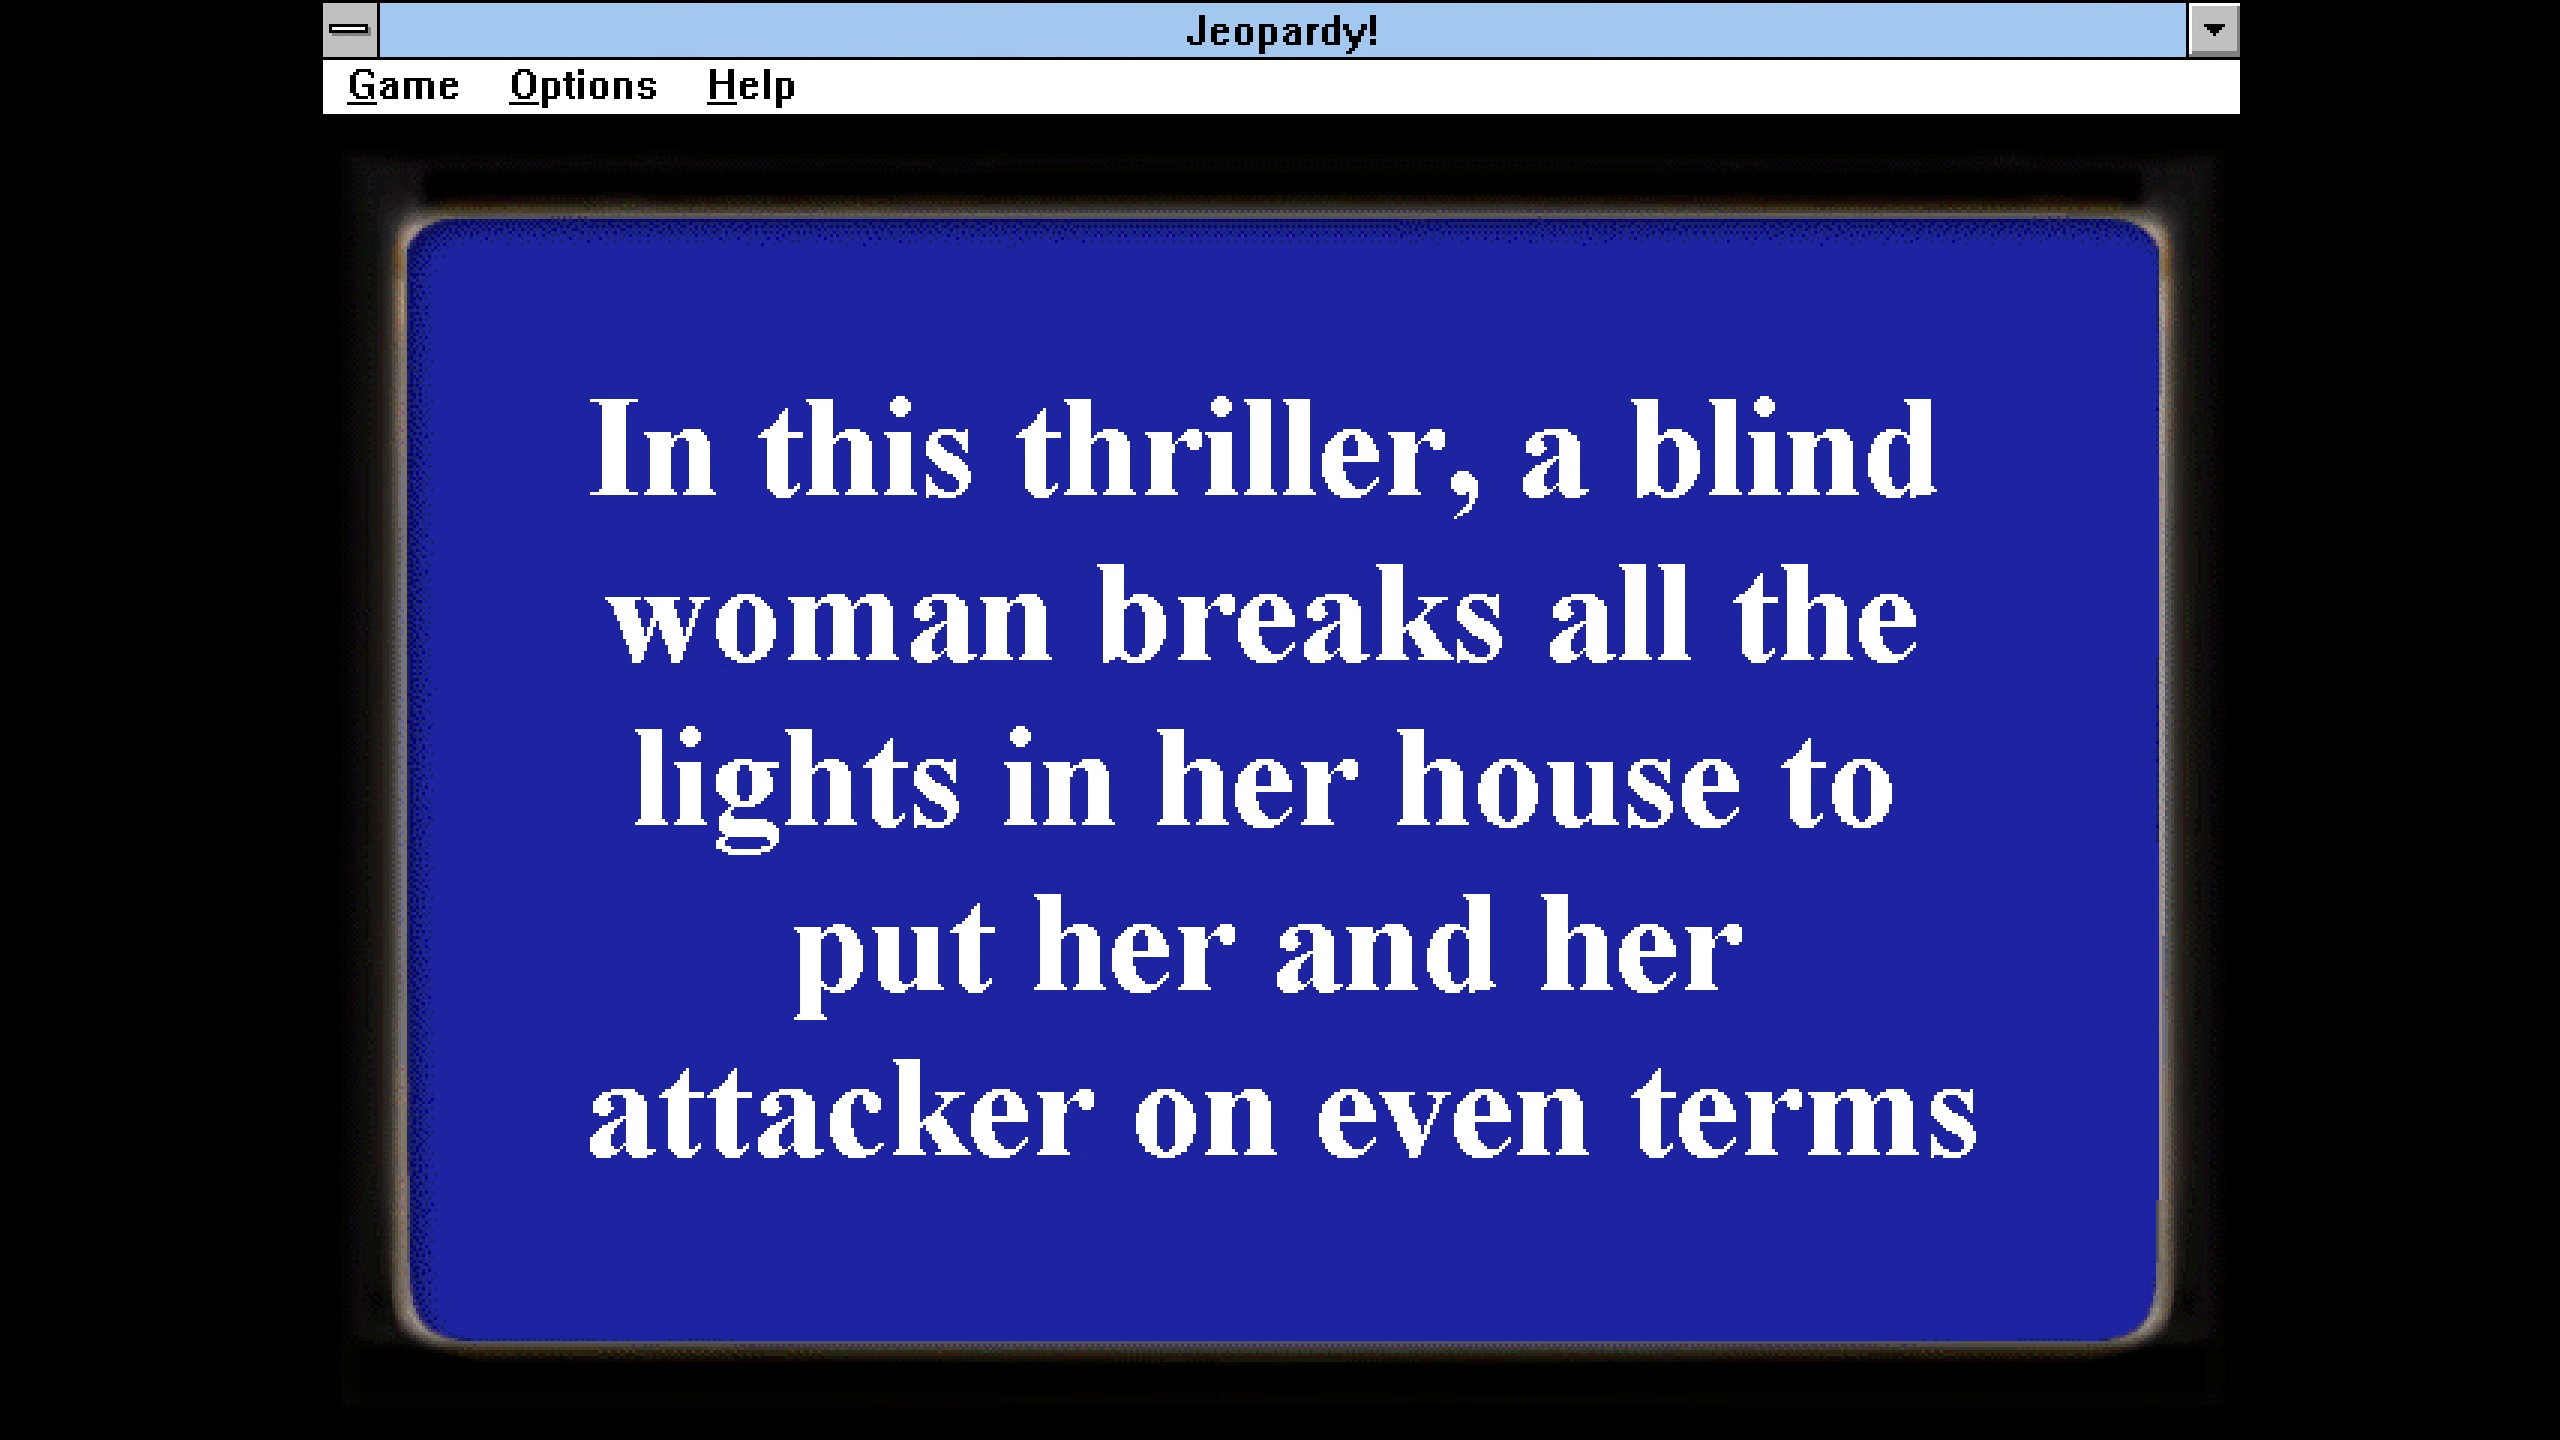 Jeopardy!
Game Options Help
In this thriller, a blind
woman breaks all the
lights in her house to
put her and her
attacker on even terms